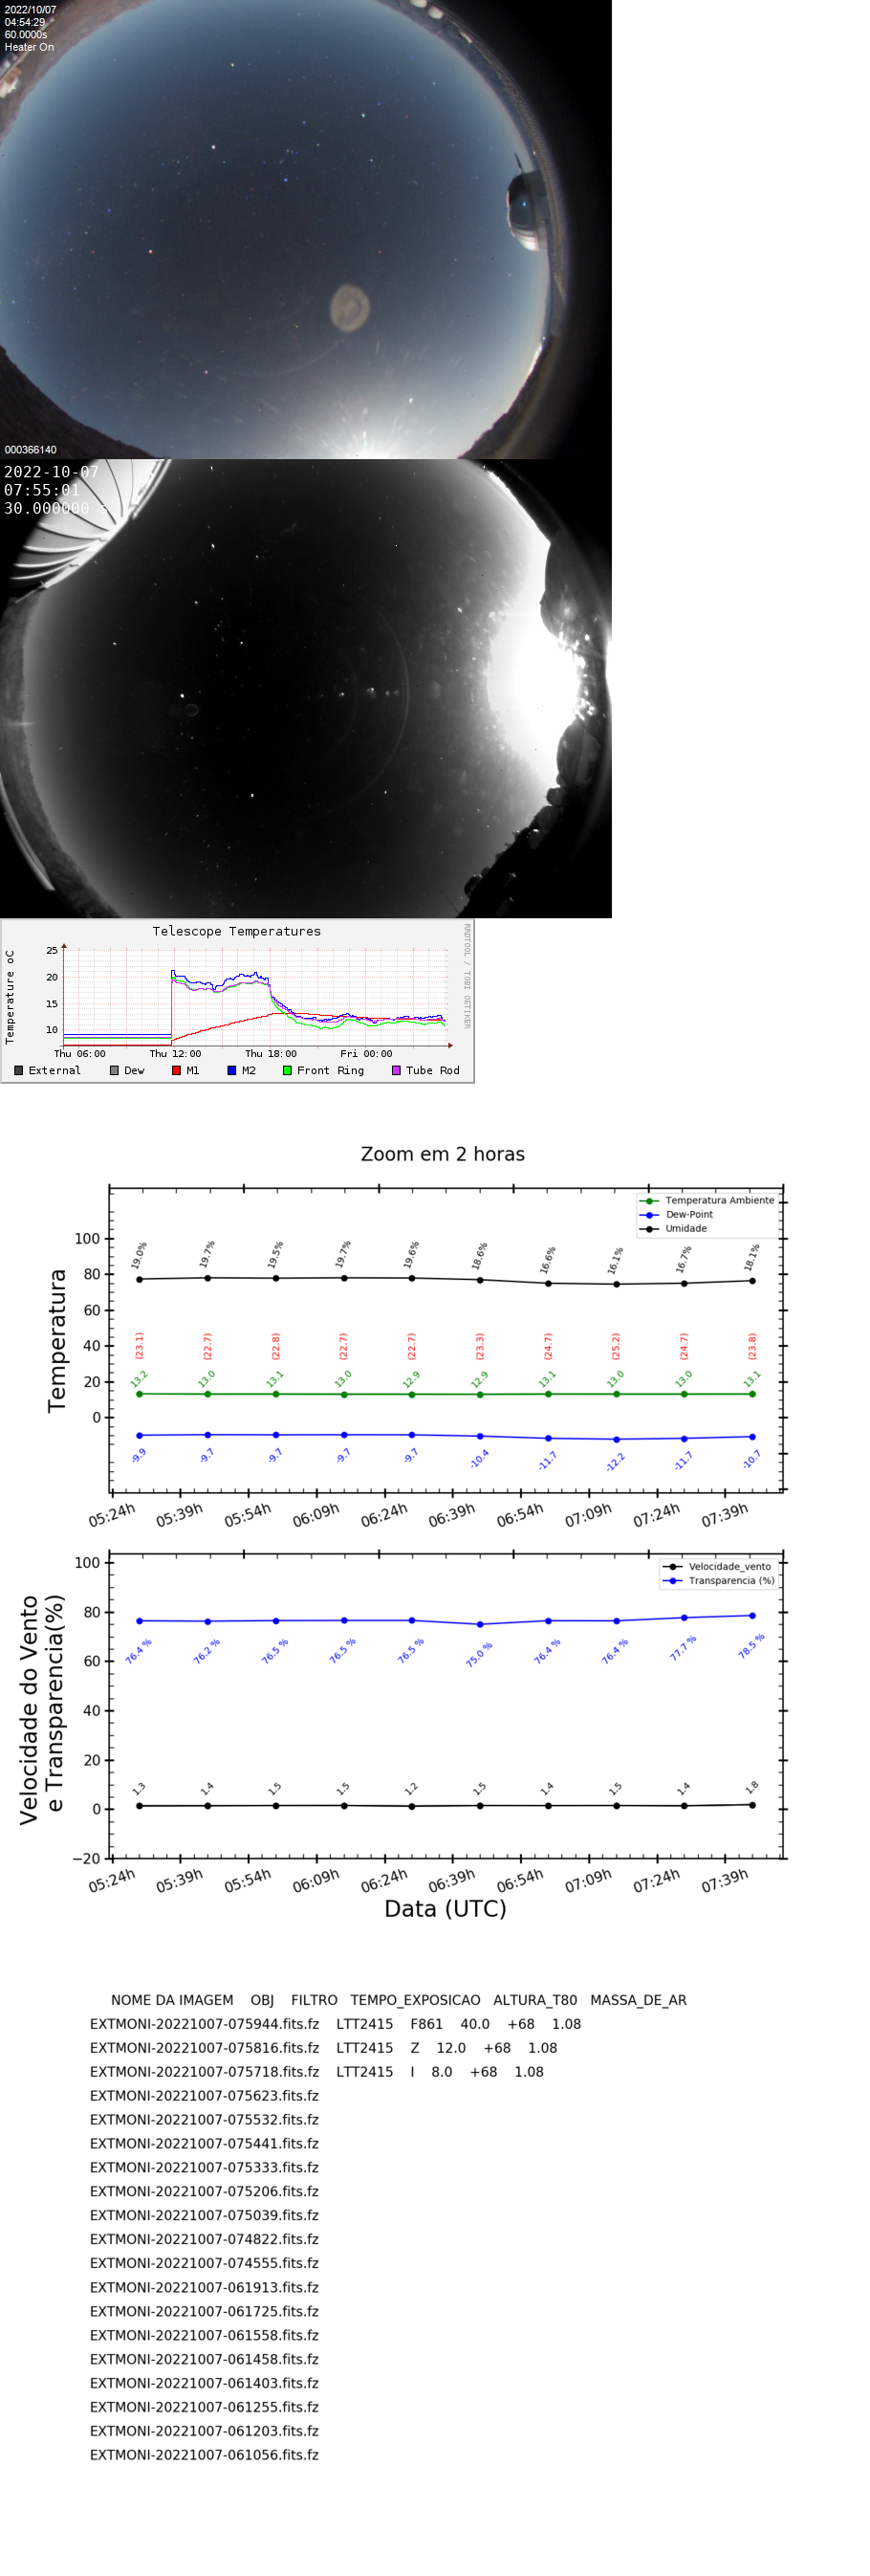 2022/10/07
04:54:29
60.0000s
Heater On
000366140
2022-10-07
07:55:01
30.000000 s
Telescope Temperatures
RRDTOOL / TOBI OETIKER
Temperature oC
25
20
15
10
Thu 06:00 Thu 12:00 Thu 18:00 Fri 00:00
External Dew M1 M2 Front Ring Tube Rod
Zoom em 2 horas
Temperatura Ambiente
Dew-Point
Umidade
Temperatura
100
80
60
40
20
0
19.0% 19.7% 19.5% 19.7% 19.6% 18.6% 16.6% 16.1% 16.7% 18.1%
(23.1) (22.7) (22.8) (22.7) (22.7) (23.3) (24.7) (25.2) (24.7) (23.8)
13.2 13.0 13.1 13.0 12.9 12.9 13.1 13.0 13.0 13.1
-9.9 -9.7 -9.7 -9.7 -9.7 -10.4 -11.7 -12.2 -11.7 -10.7
05:24h 05:39h 05:54h 06:09h 06:24h 06:39h 06:54h 07:09h 07:24h 07:39h
Velocidade_vento
Transparencia (%)
Velocidade do Vento
e Transparencia(%)
100
80
60
40
20
0
−20
76.4 % 76.2 % 76.5 % 76.5 % 76.5 % 75.0 % 76.4 % 76.4 % 77.7 % 78.5 %
1.3 1.4 1.5 1.5 1.2 1.5 1.4 1.5 1.4 1.8
05:24h 05:39h 05:54h 06:09h 06:24h 06:39h 06:54h 07:09h 07:24h 07:39h
Data (UTC)
NOME DA IMAGEM OBJ FILTRO TEMPO_EXPOSICAO ALTURA_T80 MASSA_DE_AR
EXTMONI-20221007-075944.fits.fz LTT2415 F861 40.0 +68 1.08
EXTMONI-20221007-075816.fits.fz LTT2415 Z 12.0 +68 1.08
EXTMONI-20221007-075718.fits.fz LTT2415 I 8.0 +68 1.08
EXTMONI-20221007-075623.fits.fz
EXTMONI-20221007-075532.fits.fz
EXTMONI-20221007-075441.fits.fz
EXTMONI-20221007-075333.fits.fz
EXTMONI-20221007-075206.fits.fz
EXTMONI-20221007-075039.fits.fz
EXTMONI-20221007-074822.fits.fz
EXTMONI-20221007-074555.fits.fz
EXTMONI-20221007-061913.fits.fz
EXTMONI-20221007-061725.fits.fz
EXTMONI-20221007-061558.fits.fz
EXTMONI-20221007-061458.fits.fz
EXTMONI-20221007-061403.fits.fz
EXTMONI-20221007-061255.fits.fz
EXTMONI-20221007-061203.fits.fz
EXTMONI-20221007-061056.fits.fz